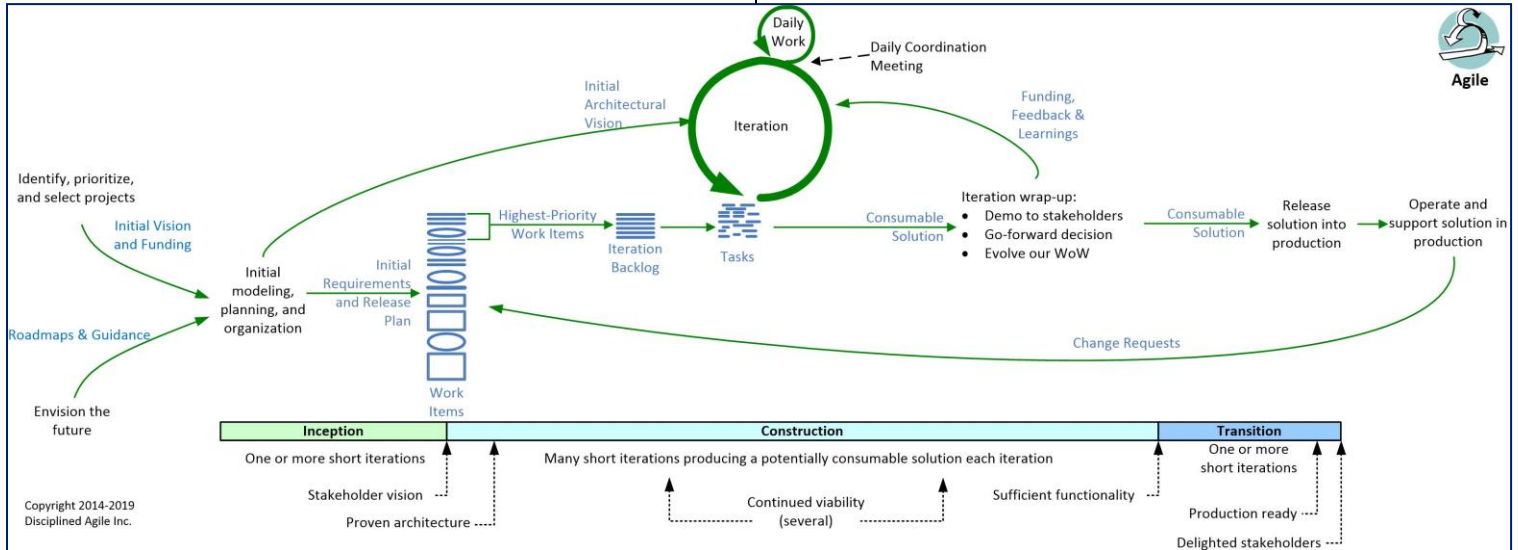 Daily
Work
Daily Coordination
Meeting
Agile
Initial
Architectural
Vision
Iteration
Funding,
Feedback &
Learnings
Identify, prioritize,
and select projects
Initial Vision
and Funding
Highest-Priority
Work Items
Iteration
Backlog
Tasks
Consumable
Solution
Iteration wrap-up:
• Demo to stakeholders
• Go-forward decision
• Evolve our WoW
Consumable
Solution
Release
solution into
production
Operate and
support solution in
production
Initial
modeling,
planning, and
organization
Initial
Requirements
and Release
Plan
Roadmaps & Guidance
Change Requests
Work
Items
Envision the
future
Inception
Construction
Transition
One or more short iterations
Many short iterations producing a potentially consumable solution each iteration
One or more
short iterations
Stakeholder vision
Proven architecture
Continued viability
(several)
Sufficient functionality
Production ready
Delighted stakeholders
Copyright 2014-2019
Disciplined Agile Inc.